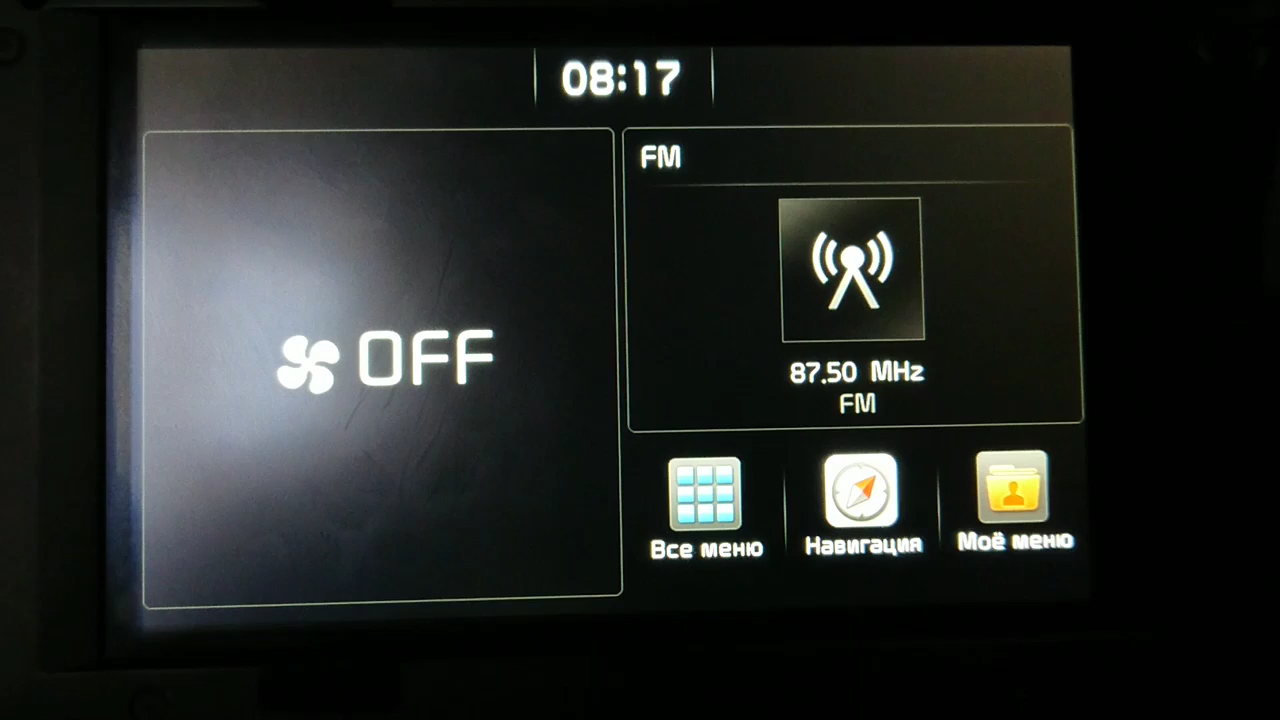 08:17
OFF
FM
87.50 MHz
FM
Все меню
Навигация
Моё меню